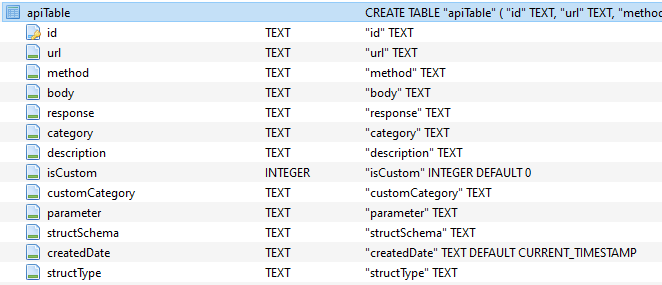 apiTable CREATE TABLE "apiTable" ( "id" TEXT, "url" TEXT, "metho
id TEXT "id" TEXT
url TEXT "url" TEXT
method TEXT "method" TEXT
body TEXT "body" TEXT
response TEXT "response" TEXT
category TEXT "category" TEXT
description TEXT "description" TEXT
isCustom INTEGER "isCustom" INTEGER DEFAULT 0
customCategory TEXT "customCategory" TEXT
parameter TEXT "parameter" TEXT
structSchema TEXT "structSchema" TEXT
createdDate TEXT "createdDate" TEXT DEFAULT CURRENT_TIMESTAMP
structType TEXT "structType" TEXT